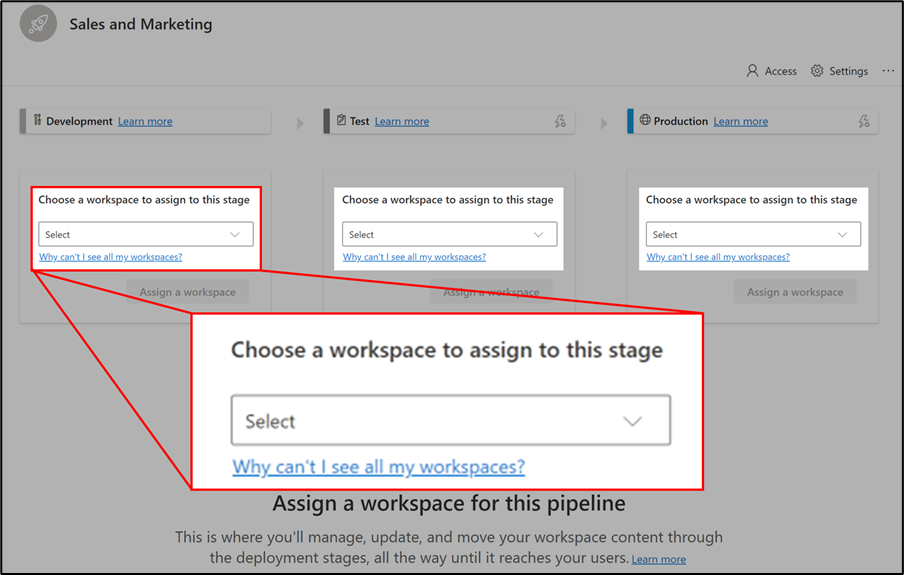 Sales and Marketing
Access Settings ...
Development Learn more
Test Learn more
Production Learn more
Choose a workspace to assign to this stage
Select
Why can't I see all my workspaces?
Assign a workspace
Choose a workspace to assign to this stage
Select
Why can't I see all my workspaces?
Assign a workspace
Choose a workspace to assign to this stage
Select
Why can't I see all my workspaces?
Assign a workspace
Choose a workspace to assign to this stage
Select
Why can't I see all my workspaces?
Assign a workspace for this pipeline
This is where you'll manage, update, and move your workspace content through
the deployment stages, all the way until it reaches your users. Learn more